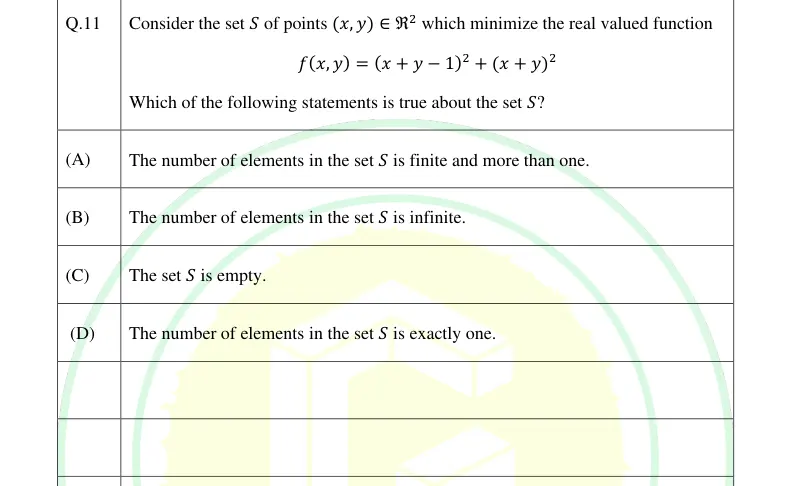 Q.11 Consider the set 𝑆 of points (𝑥, 𝑦) ∈ ℜ² which minimize the real valued function
𝑓(𝑥, 𝑦) = (𝑥 + 𝑦 − 1)² + (𝑥 + 𝑦)²
Which of the following statements is true about the set 𝑆?
(A) The number of elements in the set 𝑆 is finite and more than one.
(B) The number of elements in the set 𝑆 is infinite.
(C) The set 𝑆 is empty.
(D) The number of elements in the set 𝑆 is exactly one.